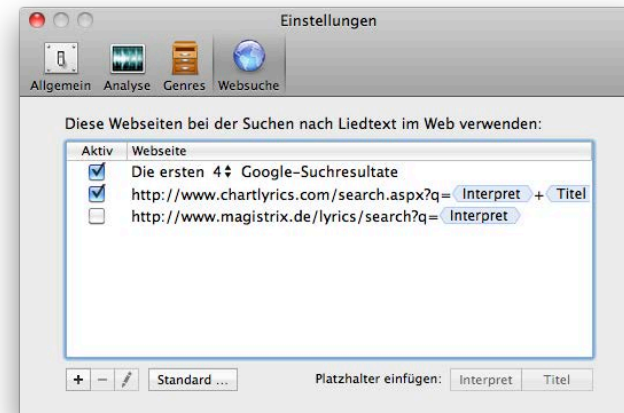 Einstellungen
Allgemein Analyse Genres Websuche
Diese Webseiten bei der Suchen nach Liedtext im Web verwenden:
Aktiv Webseite
Die ersten 4 Google-Suchresultate
http://www.chartlyrics.com/search.aspx?q= Interpret + Titel
http://www.magistrix.de/lyrics/search?q= Interpret
+ − Standard ... Platzhalter einfügen: Interpret Titel